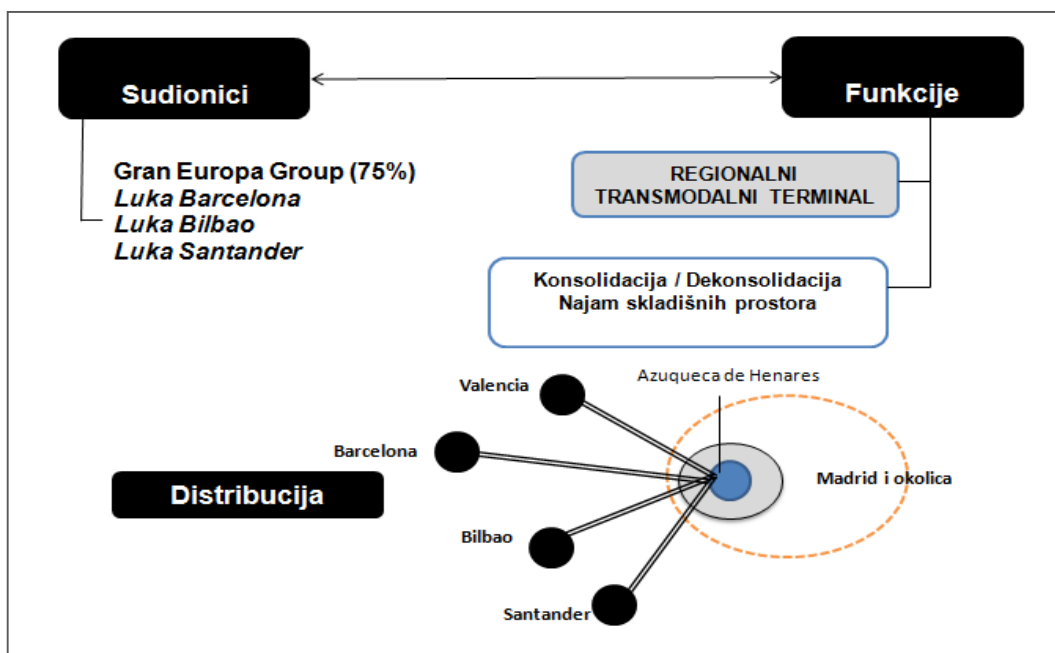 Sudionici
Funkcije
Gran Europa Group (75%)
Luka Barcelona
Luka Bilbao
Luka Santander
REGIONALNI
TRANSMODALNI TERMINAL
Konsolidacija / Dekonsolidacija
Najam skladišnih prostora
Azuqueca de Henares
Valencia
Barcelona
Madrid i okolica
Distribucija
Bilbao
Santander